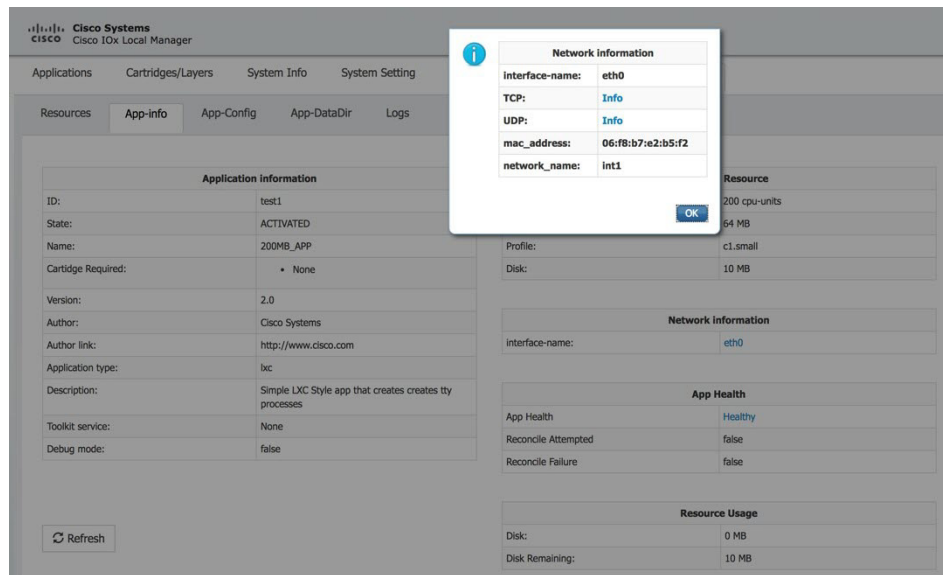 Cisco Systems
CISCO Cisco IOx Local Manager
Applications Cartridges/Layers System Info System Setting
Resources App-info App-Config App-DataDir Logs
Network information
interface-name: eth0
TCP: Info
UDP: Info
mac_address: 06:f8:b7:e2:b5:f2
network_name: int1
OK
Application information
ID: test1
State: ACTIVATED
Name: 200MB_APP
Cartidge Required: • None
Version: 2.0
Author: Cisco Systems
Author link: http://www.cisco.com
Application type: lxc
Description: Simple LXC Style app that creates creates tty
processes
Toolkit service: None
Debug mode: false
Refresh
Resource
200 cpu-units
64 MB
Profile: c1.small
Disk: 10 MB
Network information
interface-name: eth0
App Health
App Health Healthy
Reconcile Attempted false
Reconcile Failure false
Resource Usage
Disk: 0 MB
Disk Remaining: 10 MB